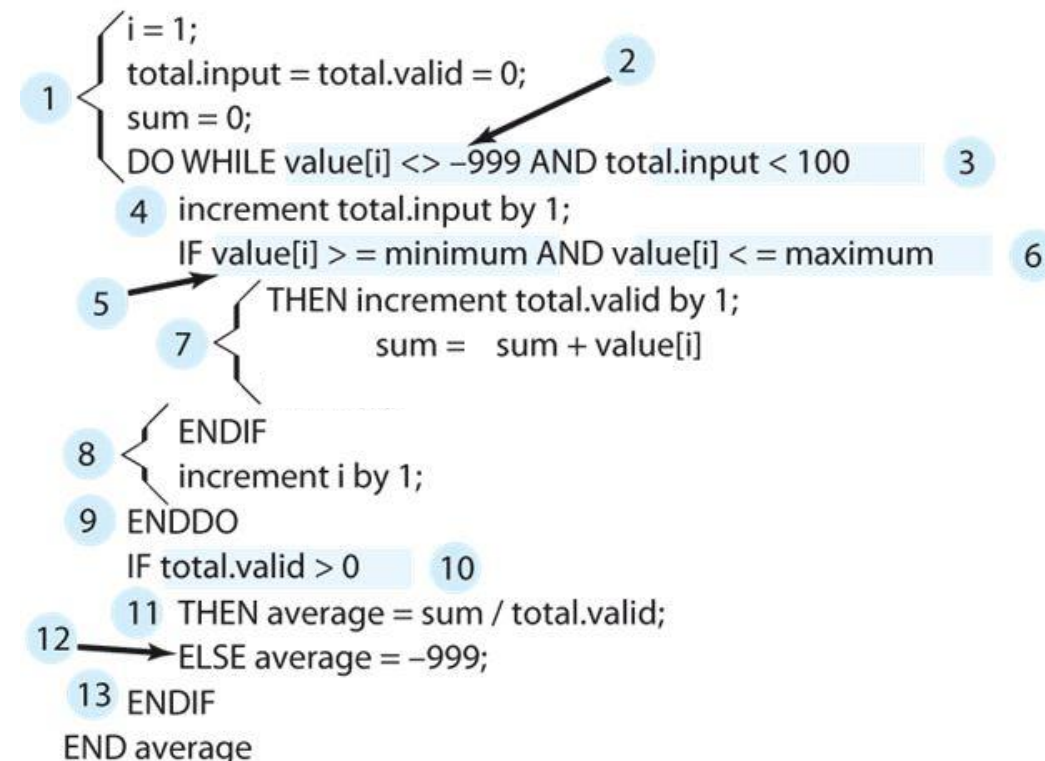 i = 1;
total.input = total.valid = 0;
2
1
sum = 0;
DO WHILE value[i] <> –999 AND total.input < 100 3
4 increment total.input by 1;
IF value[i] > = minimum AND value[i] < = maximum 6
5
THEN increment total.valid by 1;
7
sum = sum + value[i]
ENDIF
8
increment i by 1;
9 ENDDO
IF total.valid > 0 10
11 THEN average = sum / total.valid;
12
ELSE average = –999;
13 ENDIF
END average